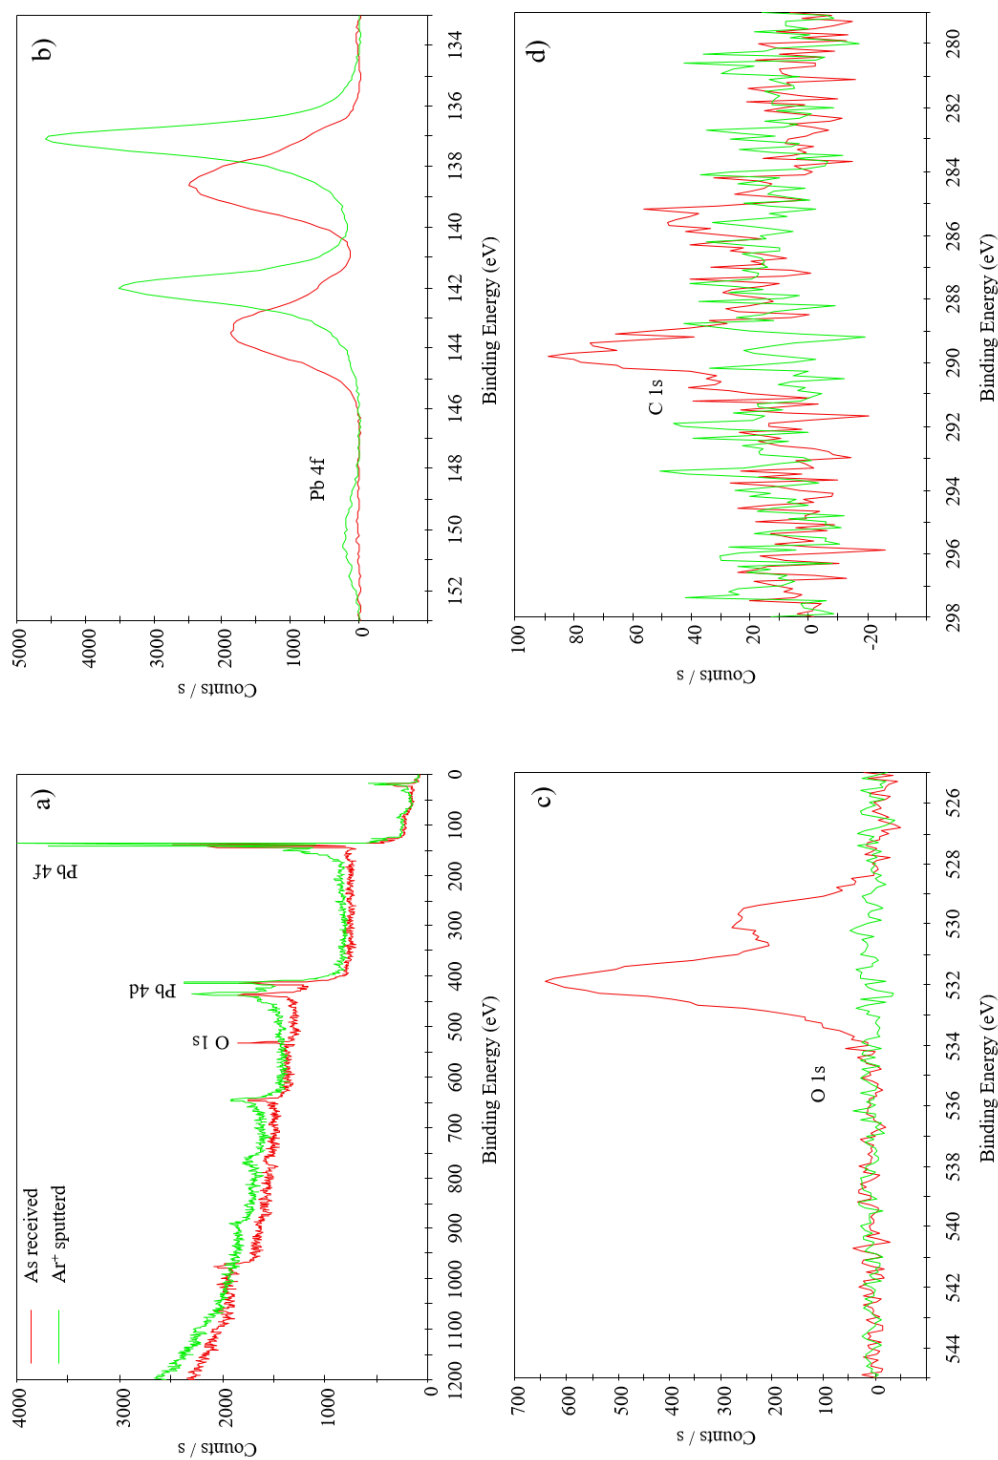 a)
As received
Ar⁺ sputterd
Pb 4f
Pb 4d
O 1s
4000
3000
2000
1000
0
Counts / s
1200 1100 1000 900 800 700 600 500 400 300 200 100 0
Binding Energy (eV)
b)
Pb 4f
5000
4000
3000
2000
1000
0
Counts / s
152 150 148 146 144 142 140 138 136 134
Binding Energy (eV)
c)
O 1s
700
600
500
400
300
200
100
0
Counts / s
544 542 540 538 536 534 532 530 528 526
Binding Energy (eV)
d)
C 1s
100
80
60
40
20
0
-20
Counts / s
298 296 294 292 290 288 286 284 282 280
Binding Energy (eV)